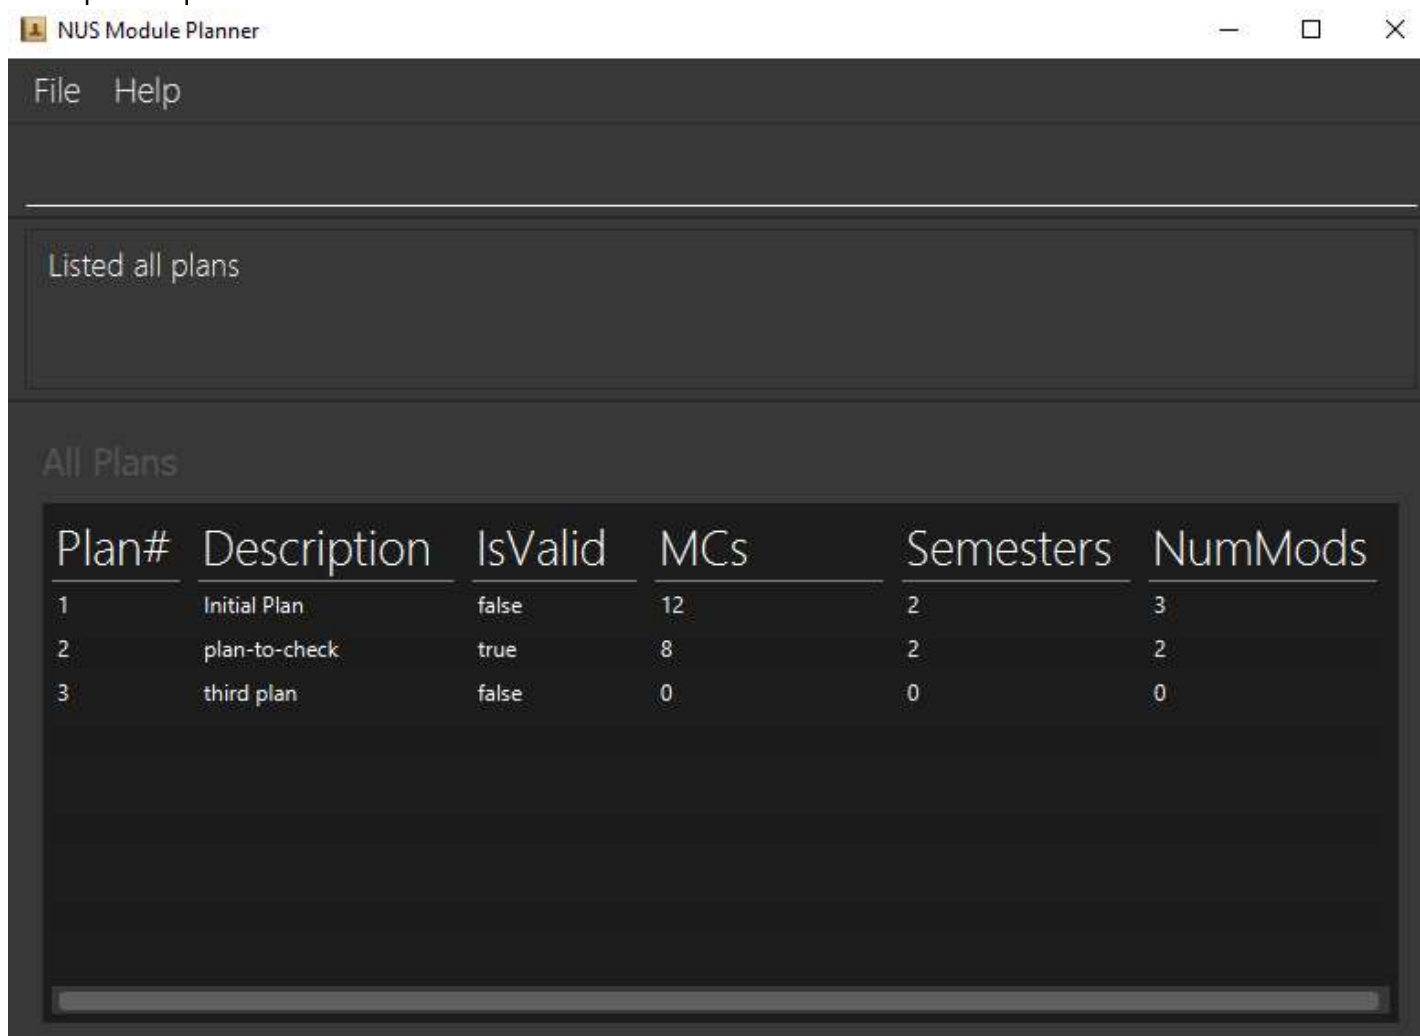 NUS Module Planner
File Help
Listed all plans
All Plans
Plan# Description IsValid MCs Semesters NumMods
1 Initial Plan false 12 2 3
2 plan-to-check true 8 2 2
3 third plan false 0 0 0